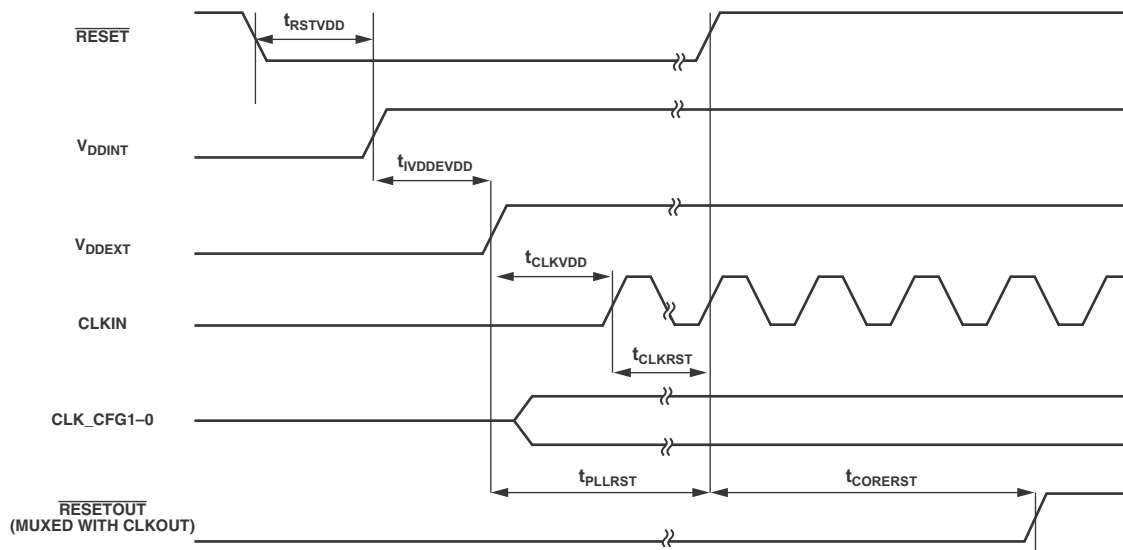 RESET
tRSTVDD
VDDINT
tIVDDEVDD
VDDEXT
tCLKVDD
CLKIN
tCLKRST
CLK_CFG1–0
tPLLRST
tCORERST
RESETOUT
(MUXED WITH CLKOUT)